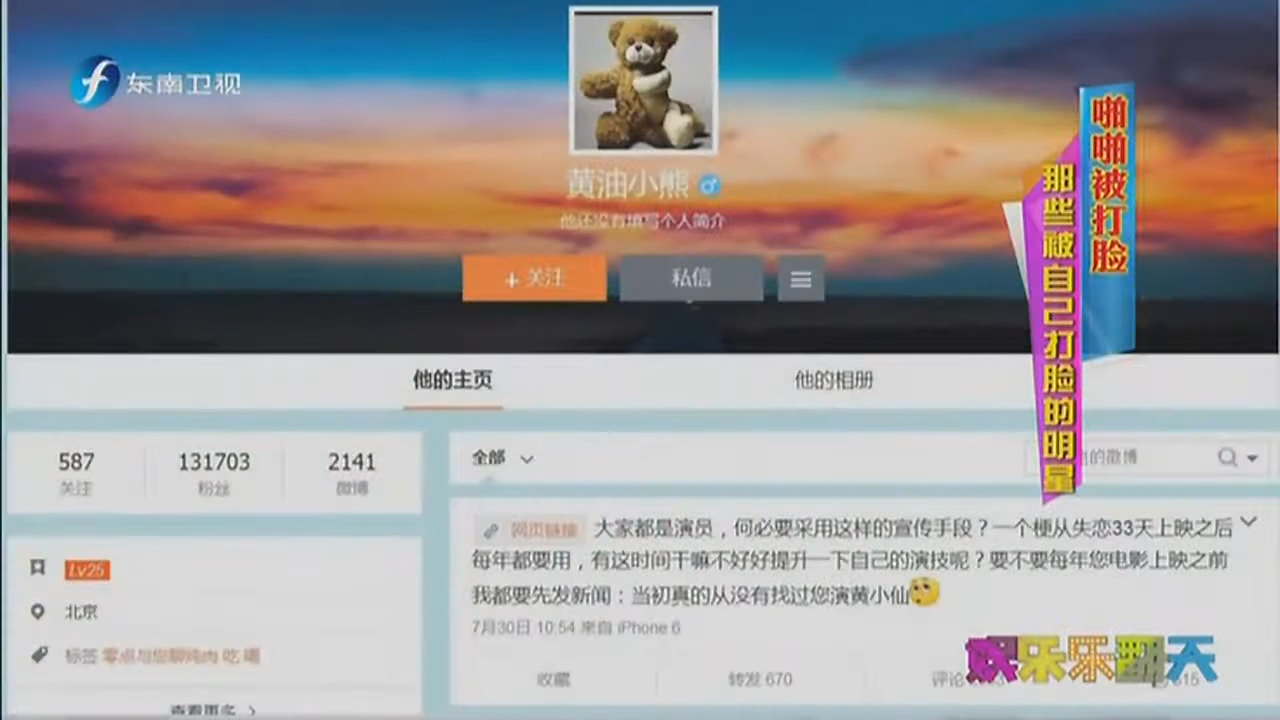 东南卫视
啪啪被打脸
那些被自己打脸的明星
黄油小熊
他还没有填写个人简介
+ 关注
私信
他的主页
他的相册
587
关注
131703
粉丝
2141
微博
全部
的微博
Lv25
北京
标签 零点与您聊炖肉 吃 喝
查看更多
网页链接 大家都是演员，何必要采用这样的宣传手段？一个梗从失恋33天上映之后
每年都要用，有这时间干嘛不好好提升一下自己的演技呢？要不要每年您电影上映之前
我都要先发新闻：当初真的从没有找过您演黄小仙
7月30日 10:54 来自 iPhone 6
收藏
转发 670
评论
娱乐乐翻天